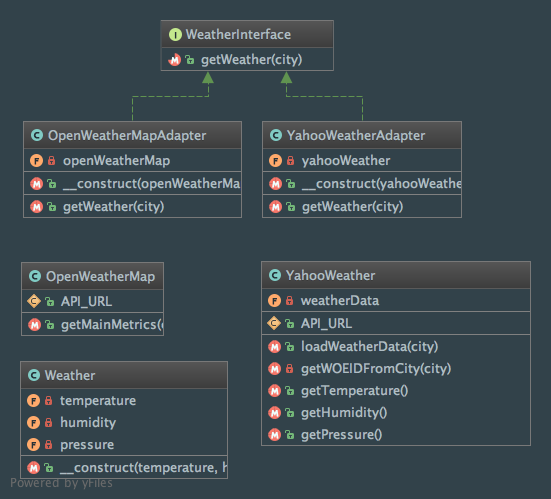 I WeatherInterface
M getWeather(city)
C OpenWeatherMapAdapter
F openWeatherMap
M __construct(openWeatherMa
M getWeather(city)
C YahooWeatherAdapter
F yahooWeather
M __construct(yahooWeathe
M getWeather(city)
C OpenWeatherMap
C API_URL
M getMainMetrics(
C YahooWeather
F weatherData
C API_URL
M loadWeatherData(city)
M getWOEIDFromCity(city)
M getTemperature()
M getHumidity()
M getPressure()
C Weather
F temperature
F humidity
F pressure
M __construct(temperature, h
Powered by yFiles